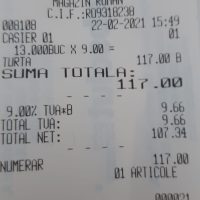 MAGAZIN ROMAN
C.I.F.:RO9318238
008108 22-02-2021 15:49
CASIER 01 01
13.000BUC X 9.00 =
TURTA 117.00 B
SUMA TOTALA:
117.00
9.00% TVA*B 9.66
TOTAL TVA: 9.66
TOTAL NET: 107.34
NUMERAR 117.00
01 ARTICOLE